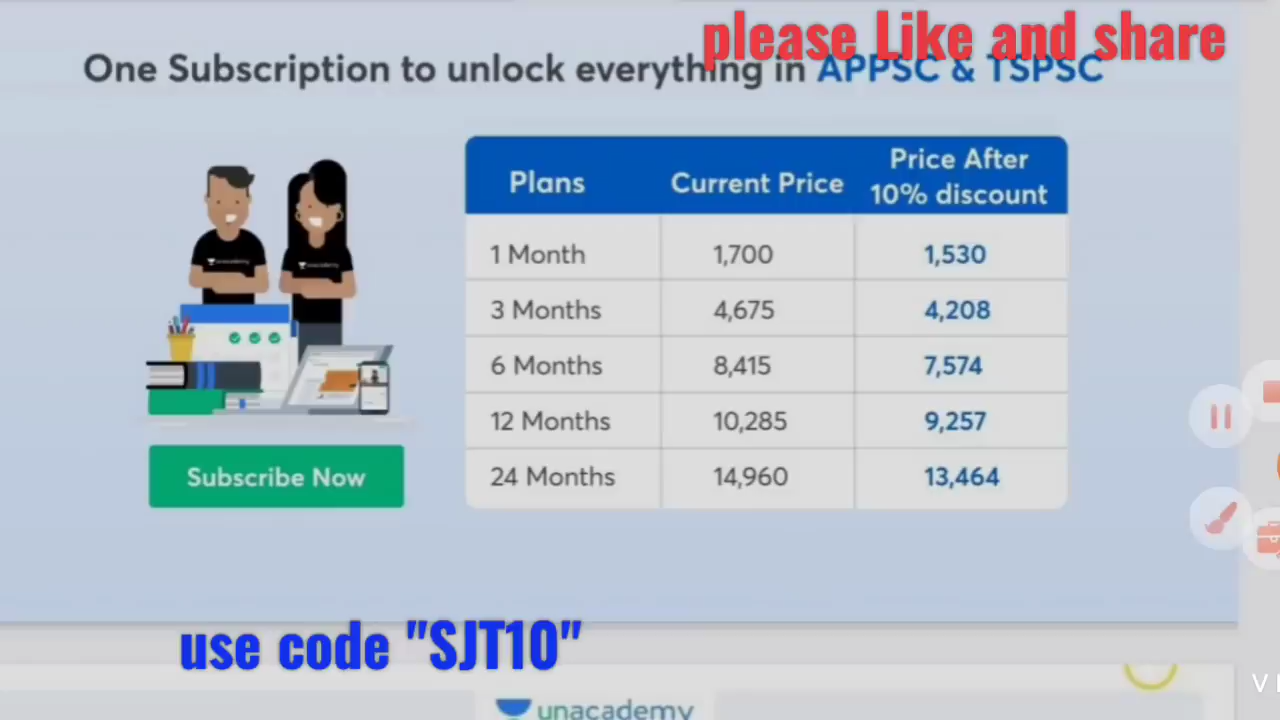 please Like and share
One Subscription to unlock everything in APPSC & TSPSC
Plans Current Price Price After 10% discount
1 Month 1,700 1,530
3 Months 4,675 4,208
6 Months 8,415 7,574
12 Months 10,285 9,257
24 Months 14,960 13,464
unacademy unacademy
Subscribe Now
use code "SJT10"
unacademy